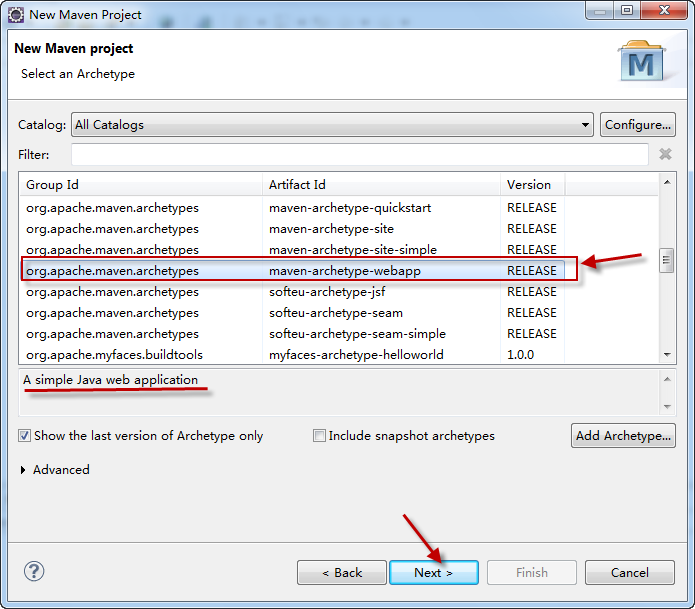 New Maven Project
New Maven project
Select an Archetype
M
Catalog: All Catalogs Configure...
Filter:
Group Id Artifact Id Version
org.apache.maven.archetypes maven-archetype-quickstart RELEASE
org.apache.maven.archetypes maven-archetype-site RELEASE
org.apache.maven.archetypes maven-archetype-site-simple RELEASE
org.apache.maven.archetypes maven-archetype-webapp RELEASE
org.apache.maven.archetypes softeu-archetype-jsf RELEASE
org.apache.maven.archetypes softeu-archetype-seam RELEASE
org.apache.maven.archetypes softeu-archetype-seam-simple RELEASE
org.apache.myfaces.buildtools myfaces-archetype-helloworld 1.0.0
A simple Java web application
Show the last version of Archetype only Include snapshot archetypes Add Archetype...
Advanced
? < Back Next > Finish Cancel